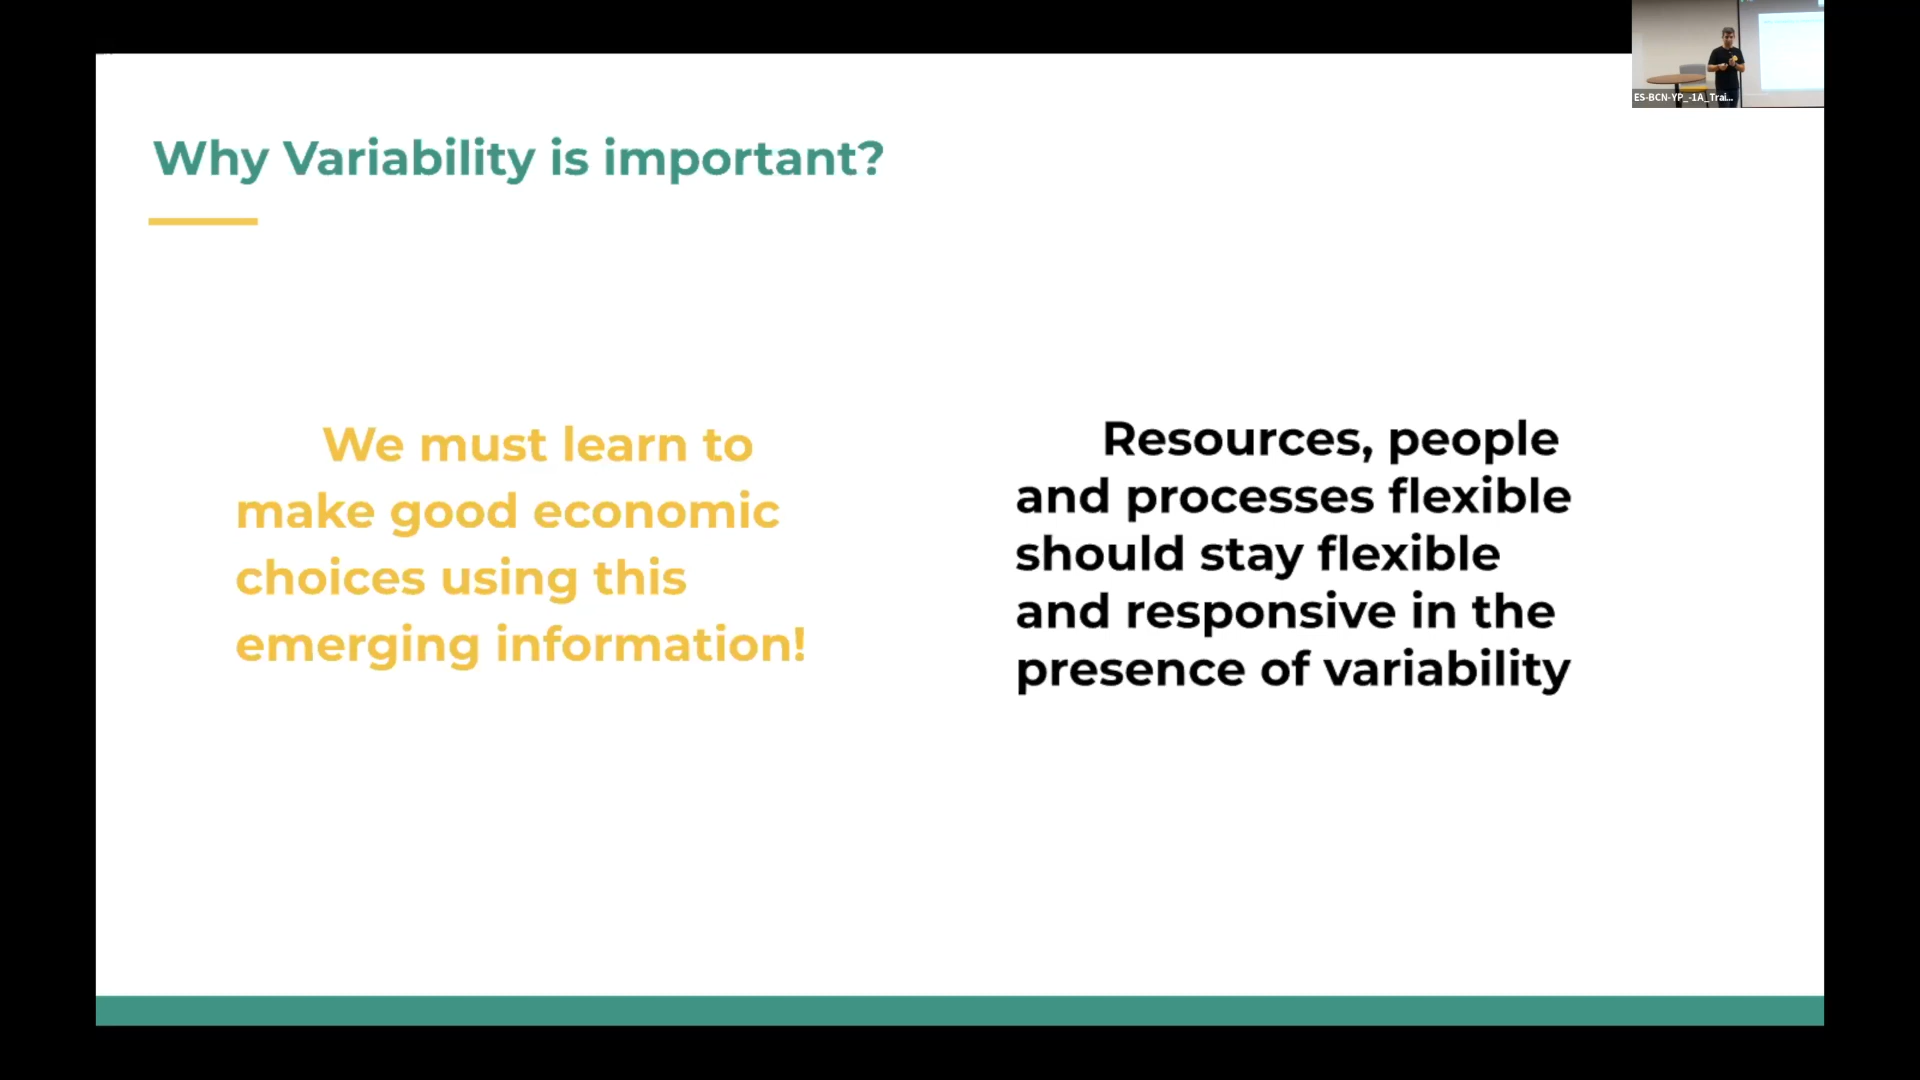 ES-BCN-YP_-1A_Trai...
Why Variability is important?
We must learn to
make good economic
choices using this
emerging information!
Resources, people
and processes flexible
should stay flexible
and responsive in the
presence of variability